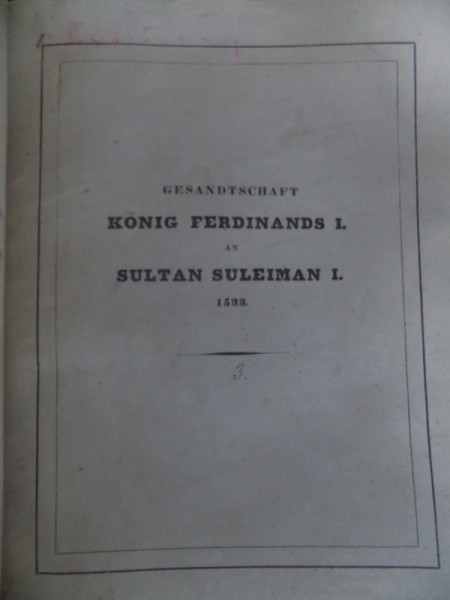 GESANDTSCHAFT
KÖNIG FERDINANDS I.
AN
SULTAN SULEIMAN I.
1533.
3.